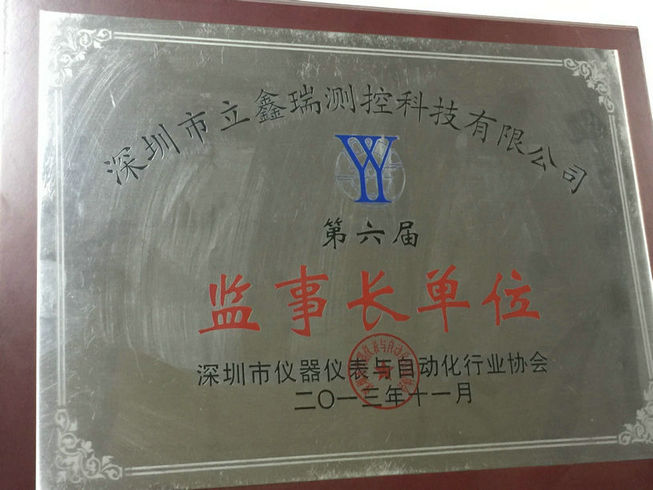 深圳市立鑫瑞测控科技有限公司
第六届
监事长单位
深圳市仪器仪表与自动化行业协会
二〇一三年十一月